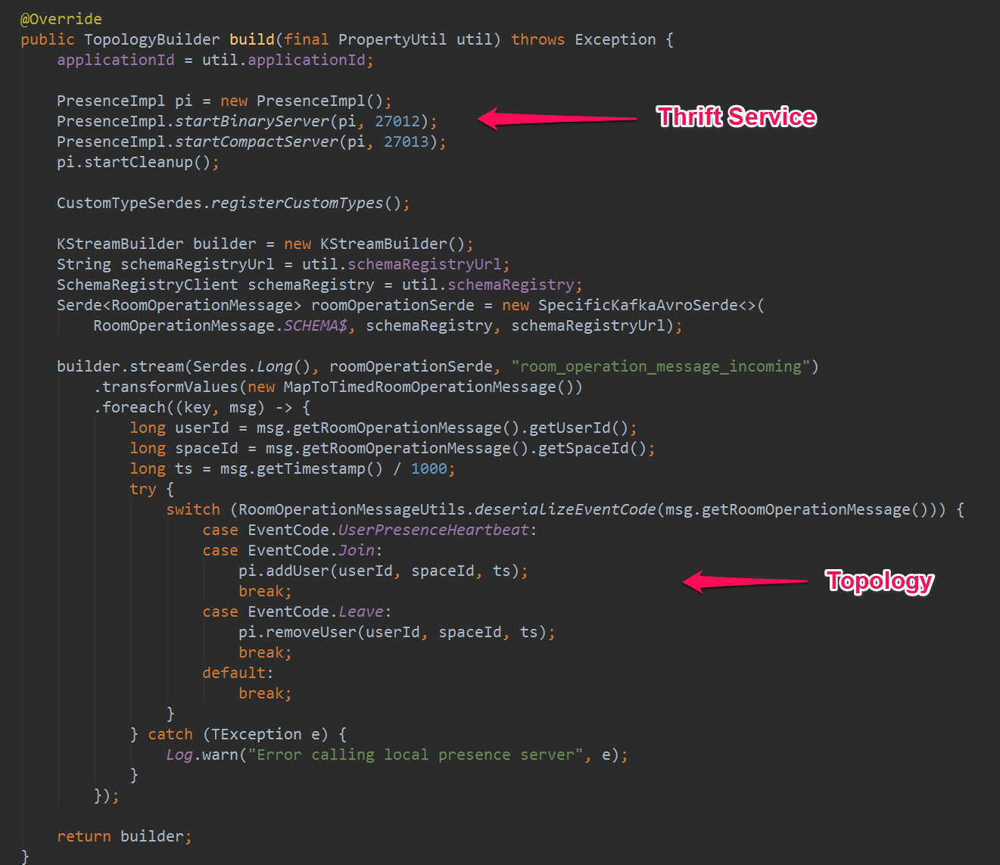 @Override
public TopologyBuilder build(final PropertyUtil util) throws Exception {
    applicationId = util.applicationId;

    PresenceImpl pi = new PresenceImpl();
    PresenceImpl.startBinaryServer(pi, 27012);
Thrift Service
    PresenceImpl.startCompactServer(pi, 27013);
    pi.startCleanup();

    CustomTypeSerdes.registerCustomTypes();

    KStreamBuilder builder = new KStreamBuilder();
    String schemaRegistryUrl = util.schemaRegistryUrl;
    SchemaRegistryClient schemaRegistry = util.schemaRegistry;
    Serde<RoomOperationMessage> roomOperationSerde = new SpecificKafkaAvroSerde<>(
        RoomOperationMessage.SCHEMA$, schemaRegistry, schemaRegistryUrl);

    builder.stream(Serdes.Long(), roomOperationSerde, "room_operation_message_incoming")
        .transformValues(new MapToTimedRoomOperationMessage())
        .foreach((key, msg) -> {
            long userId = msg.getRoomOperationMessage().getUserId();
            long spaceId = msg.getRoomOperationMessage().getSpaceId();
            long ts = msg.getTimestamp() / 1000;
            try {
                switch (RoomOperationMessageUtils.deserializeEventCode(msg.getRoomOperationMessage())) {
                    case EventCode.UserPresenceHeartbeat:
                    case EventCode.Join:
                        pi.addUser(userId, spaceId, ts);
Topology
                        break;
                    case EventCode.Leave:
                        pi.removeUser(userId, spaceId, ts);
                        break;
                    default:
                        break;
                }
            } catch (TException e) {
                Log.warn("Error calling local presence server", e);
            }
        });

    return builder;
}